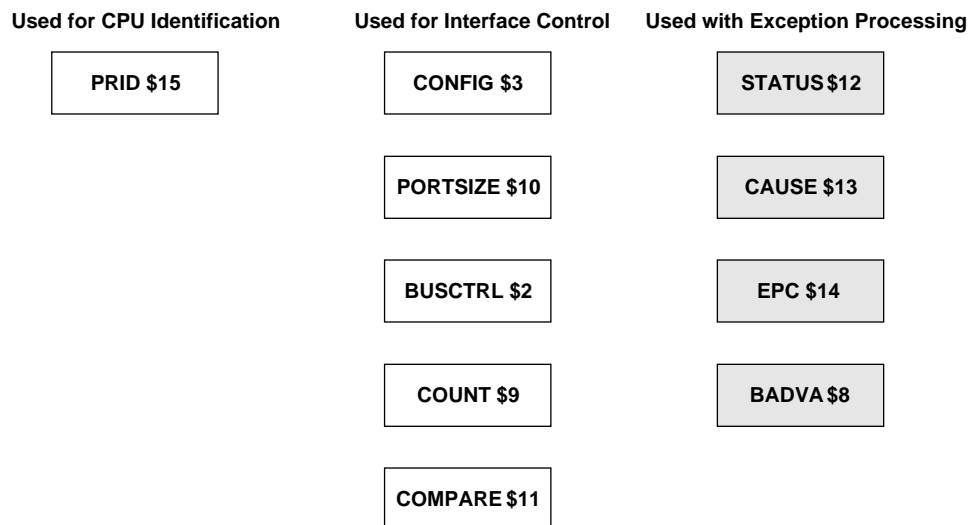 Used for CPU Identification
Used for Interface Control
Used with Exception Processing
PRID $15
CONFIG $3
STATUS $12
PORTSIZE $10
CAUSE $13
BUSCTRL $2
EPC $14
COUNT $9
BADVA $8
COMPARE $11